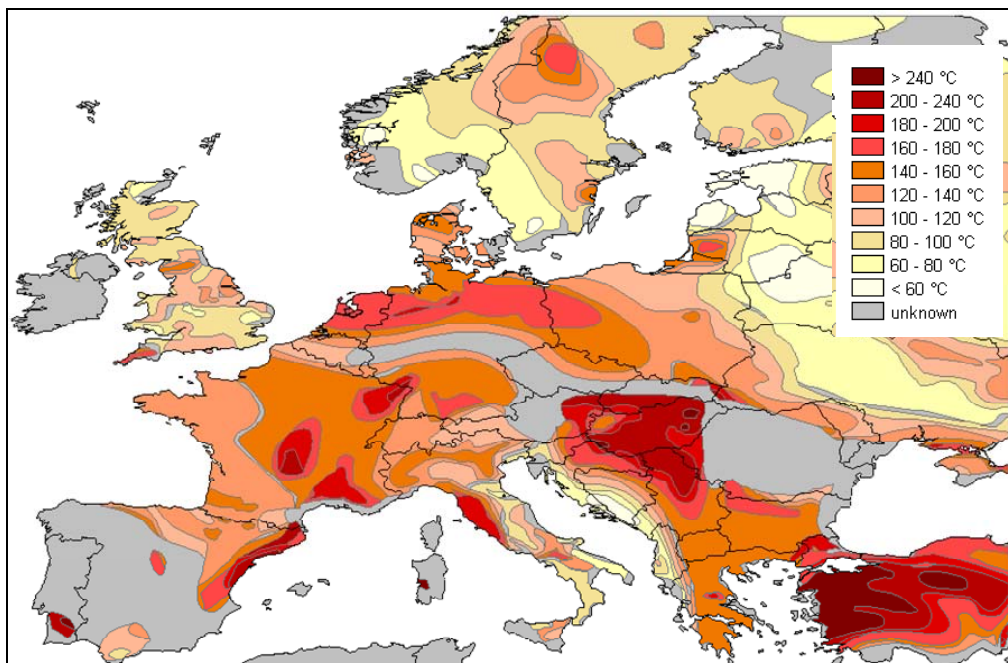 > 240 °C
200 - 240 °C
180 - 200 °C
160 - 180 °C
140 - 160 °C
120 - 140 °C
100 - 120 °C
80 - 100 °C
60 - 80 °C
< 60 °C
unknown